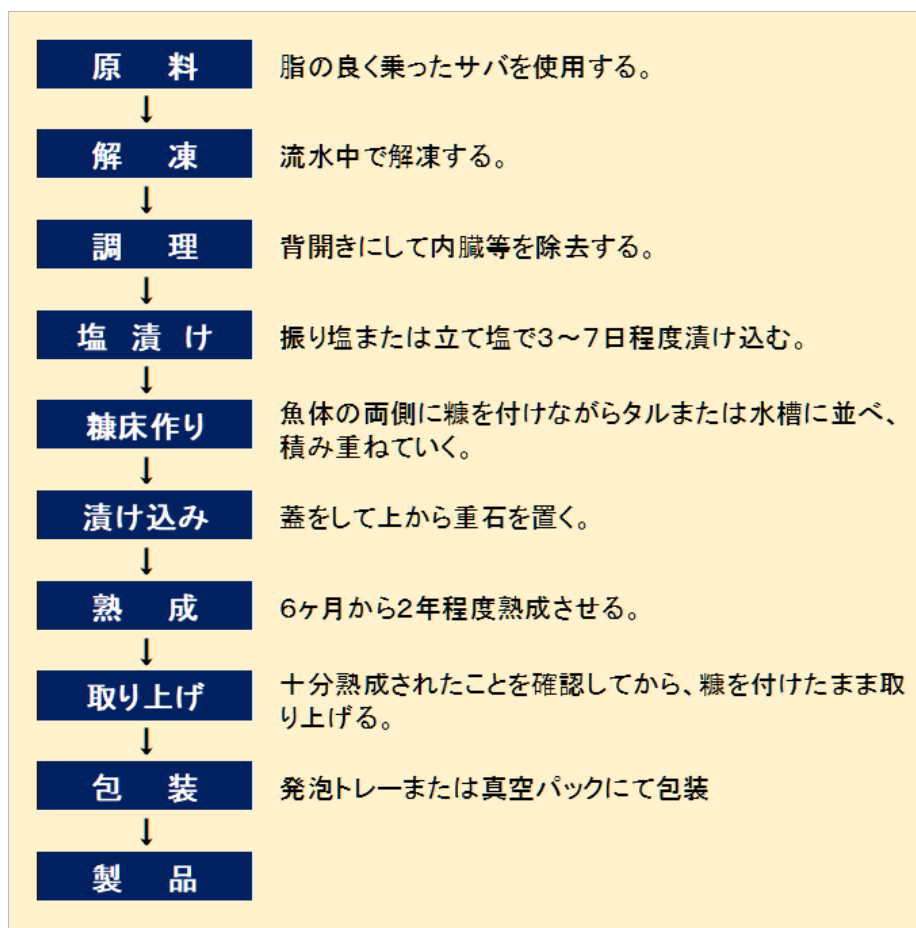 原 料
脂の良く乗ったサバを使用する。
↓
解 凍
流水中で解凍する。
↓
調 理
背開きにして内臓等を除去する。
↓
塩 漬 け
振り塩または立て塩で3～7日程度漬け込む。
↓
糠床作り
魚体の両側に糠を付けながらタルまたは水槽に並べ、
積み重ねていく。
↓
漬け込み
蓋をして上から重石を置く。
↓
熟 成
6ヶ月から2年程度熟成させる。
↓
取り上げ
十分熟成されたことを確認してから、糠を付けたまま取
り上げる。
↓
包 装
発泡トレーまたは真空パックにて包装
↓
製 品